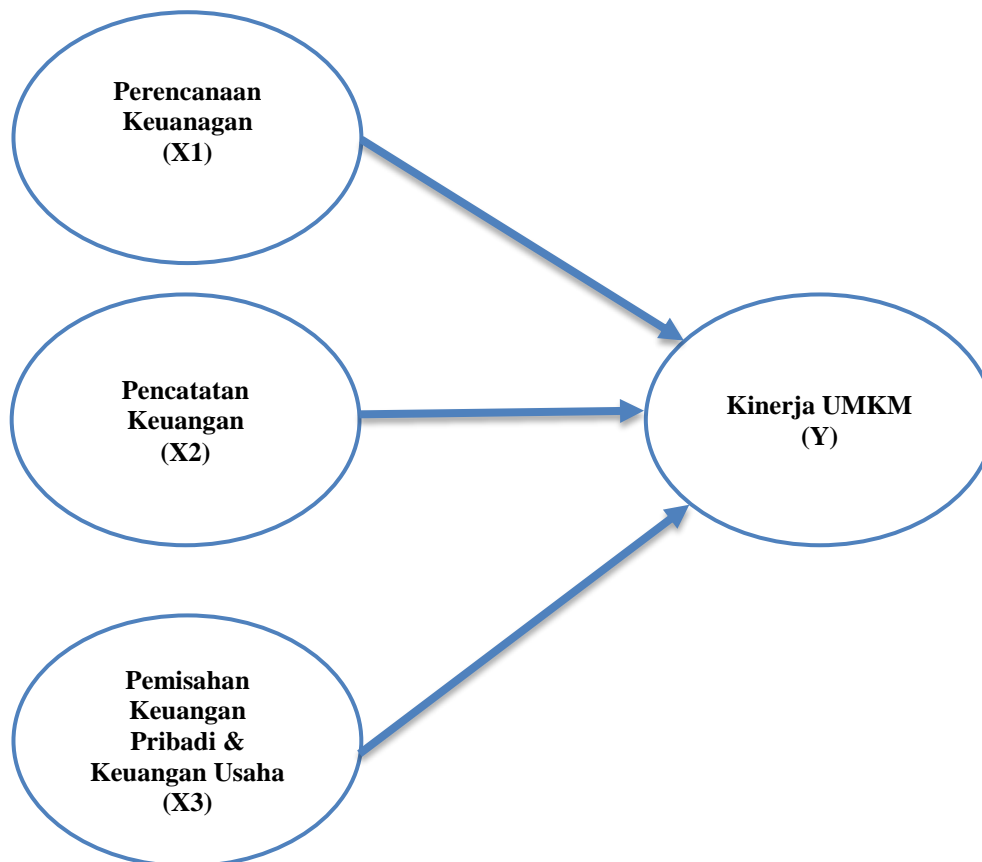 Perencanaan
Keuanagan
(X1)
Pencatatan
Keuangan
(X2)
Pemisahan
Keuangan
Pribadi &
Keuangan Usaha
(X3)
Kinerja UMKM
(Y)